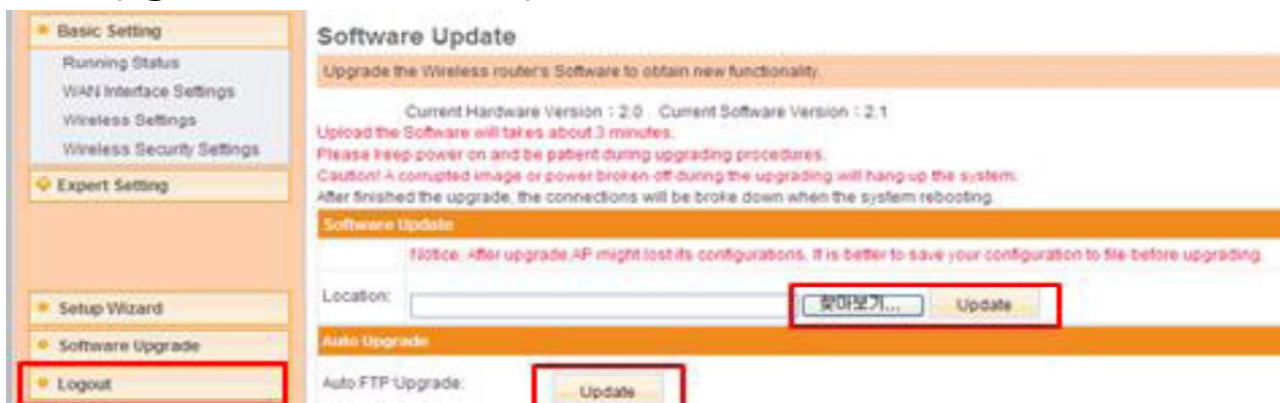 Basic Setting
Running Status
WAN Interface Settings
Wireless Settings
Wireless Security Settings
Expert Setting
Setup Wizard
Software Upgrade
Logout
Software Update
Upgrade the Wireless router's Software to obtain new functionality.
Current Hardware Version : 2.0 Current Software Version : 2.1
Upload the Software will takes about 3 minutes.
Please keep power on and be patient during upgrading procedures.
Caution! A corrupted image or power broken off during the upgrading will hang up the system.
After finished the upgrade, the connections will be broke down when the system rebooting.
Software Update
Notice: After upgrade,AP might lost its configurations. It is better to save your configuration to file before upgrading.
Location: 찾아보기... Update
Auto Upgrade
Auto FTP Upgrade: Update